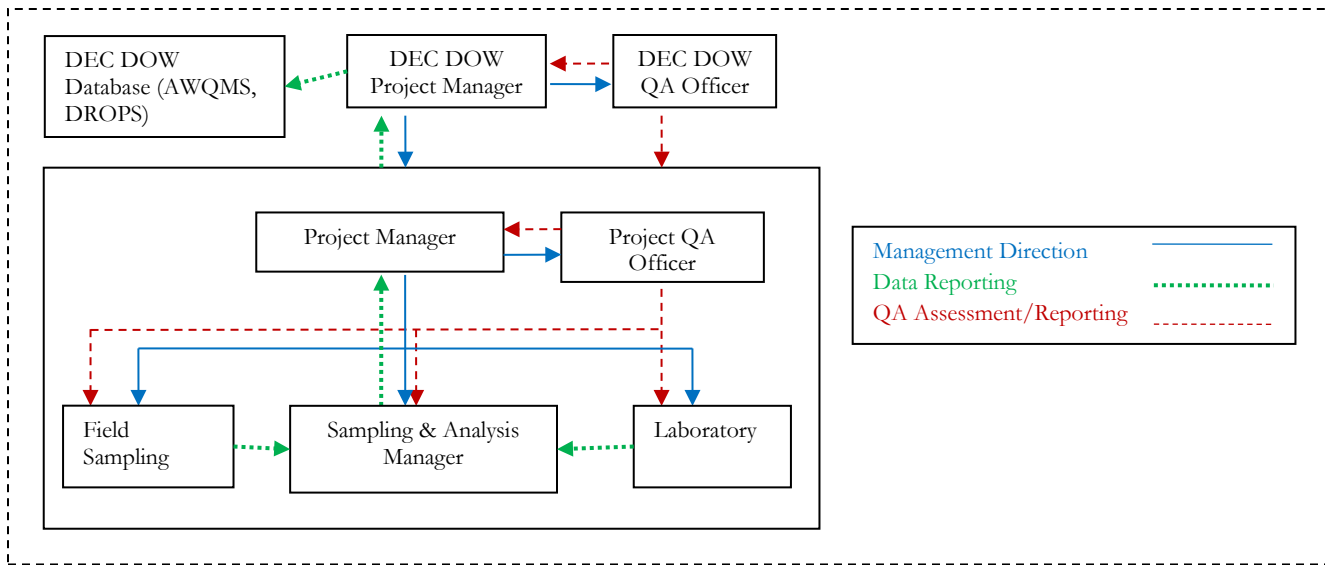 DEC DOW
Database (AWQMS,
DROPS)
DEC DOW
Project Manager
DEC DOW
QA Officer
Project Manager
Project QA
Officer
Management Direction
Data Reporting
QA Assessment/Reporting
Field
Sampling
Sampling & Analysis
Manager
Laboratory